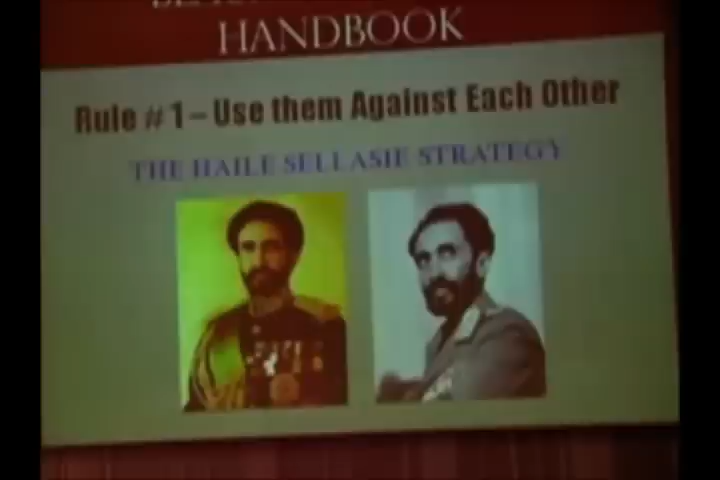 HANDBOOK
Rule # 1 – Use them Against Each Other
THE HAILE SELLASIE STRATEGY